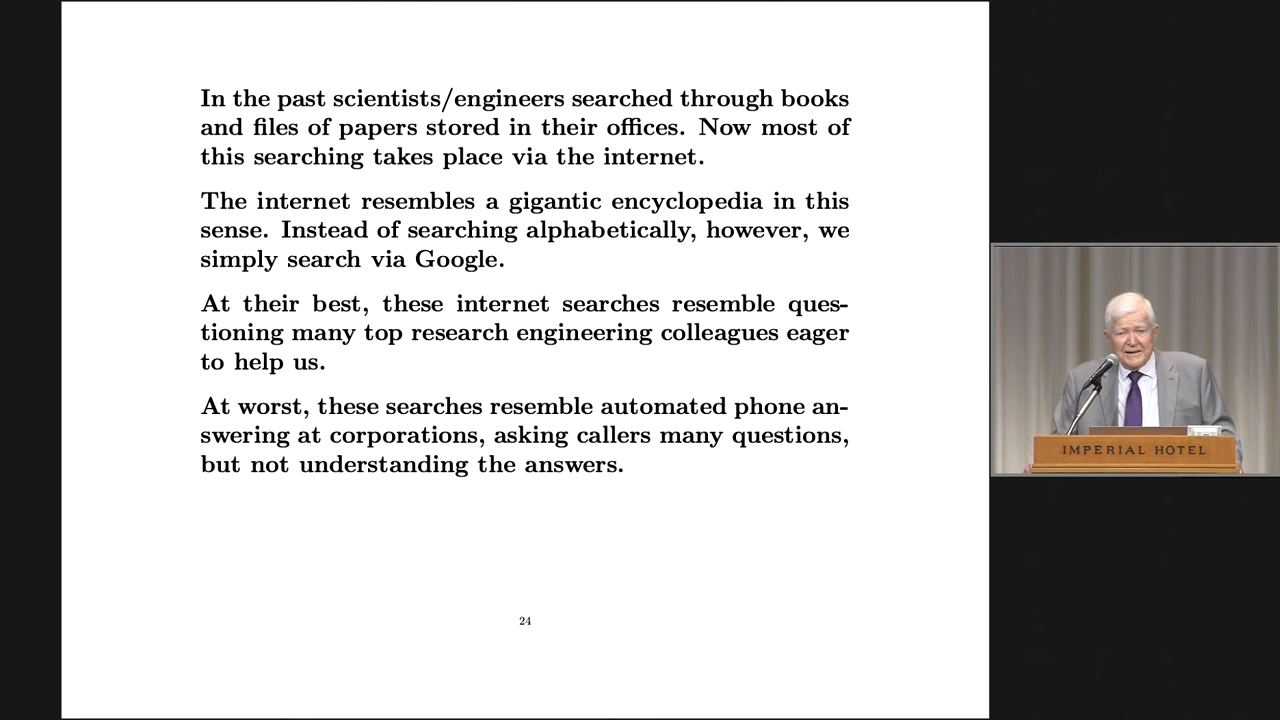 In the past scientists/engineers searched through books
and files of papers stored in their offices. Now most of
this searching takes place via the internet.
The internet resembles a gigantic encyclopedia in this
sense. Instead of searching alphabetically, however, we
simply search via Google.
At their best, these internet searches resemble ques-
tioning many top research engineering colleagues eager
to help us.
At worst, these searches resemble automated phone an-
swering at corporations, asking callers many questions,
but not understanding the answers.
24
IMPERIAL HOTEL